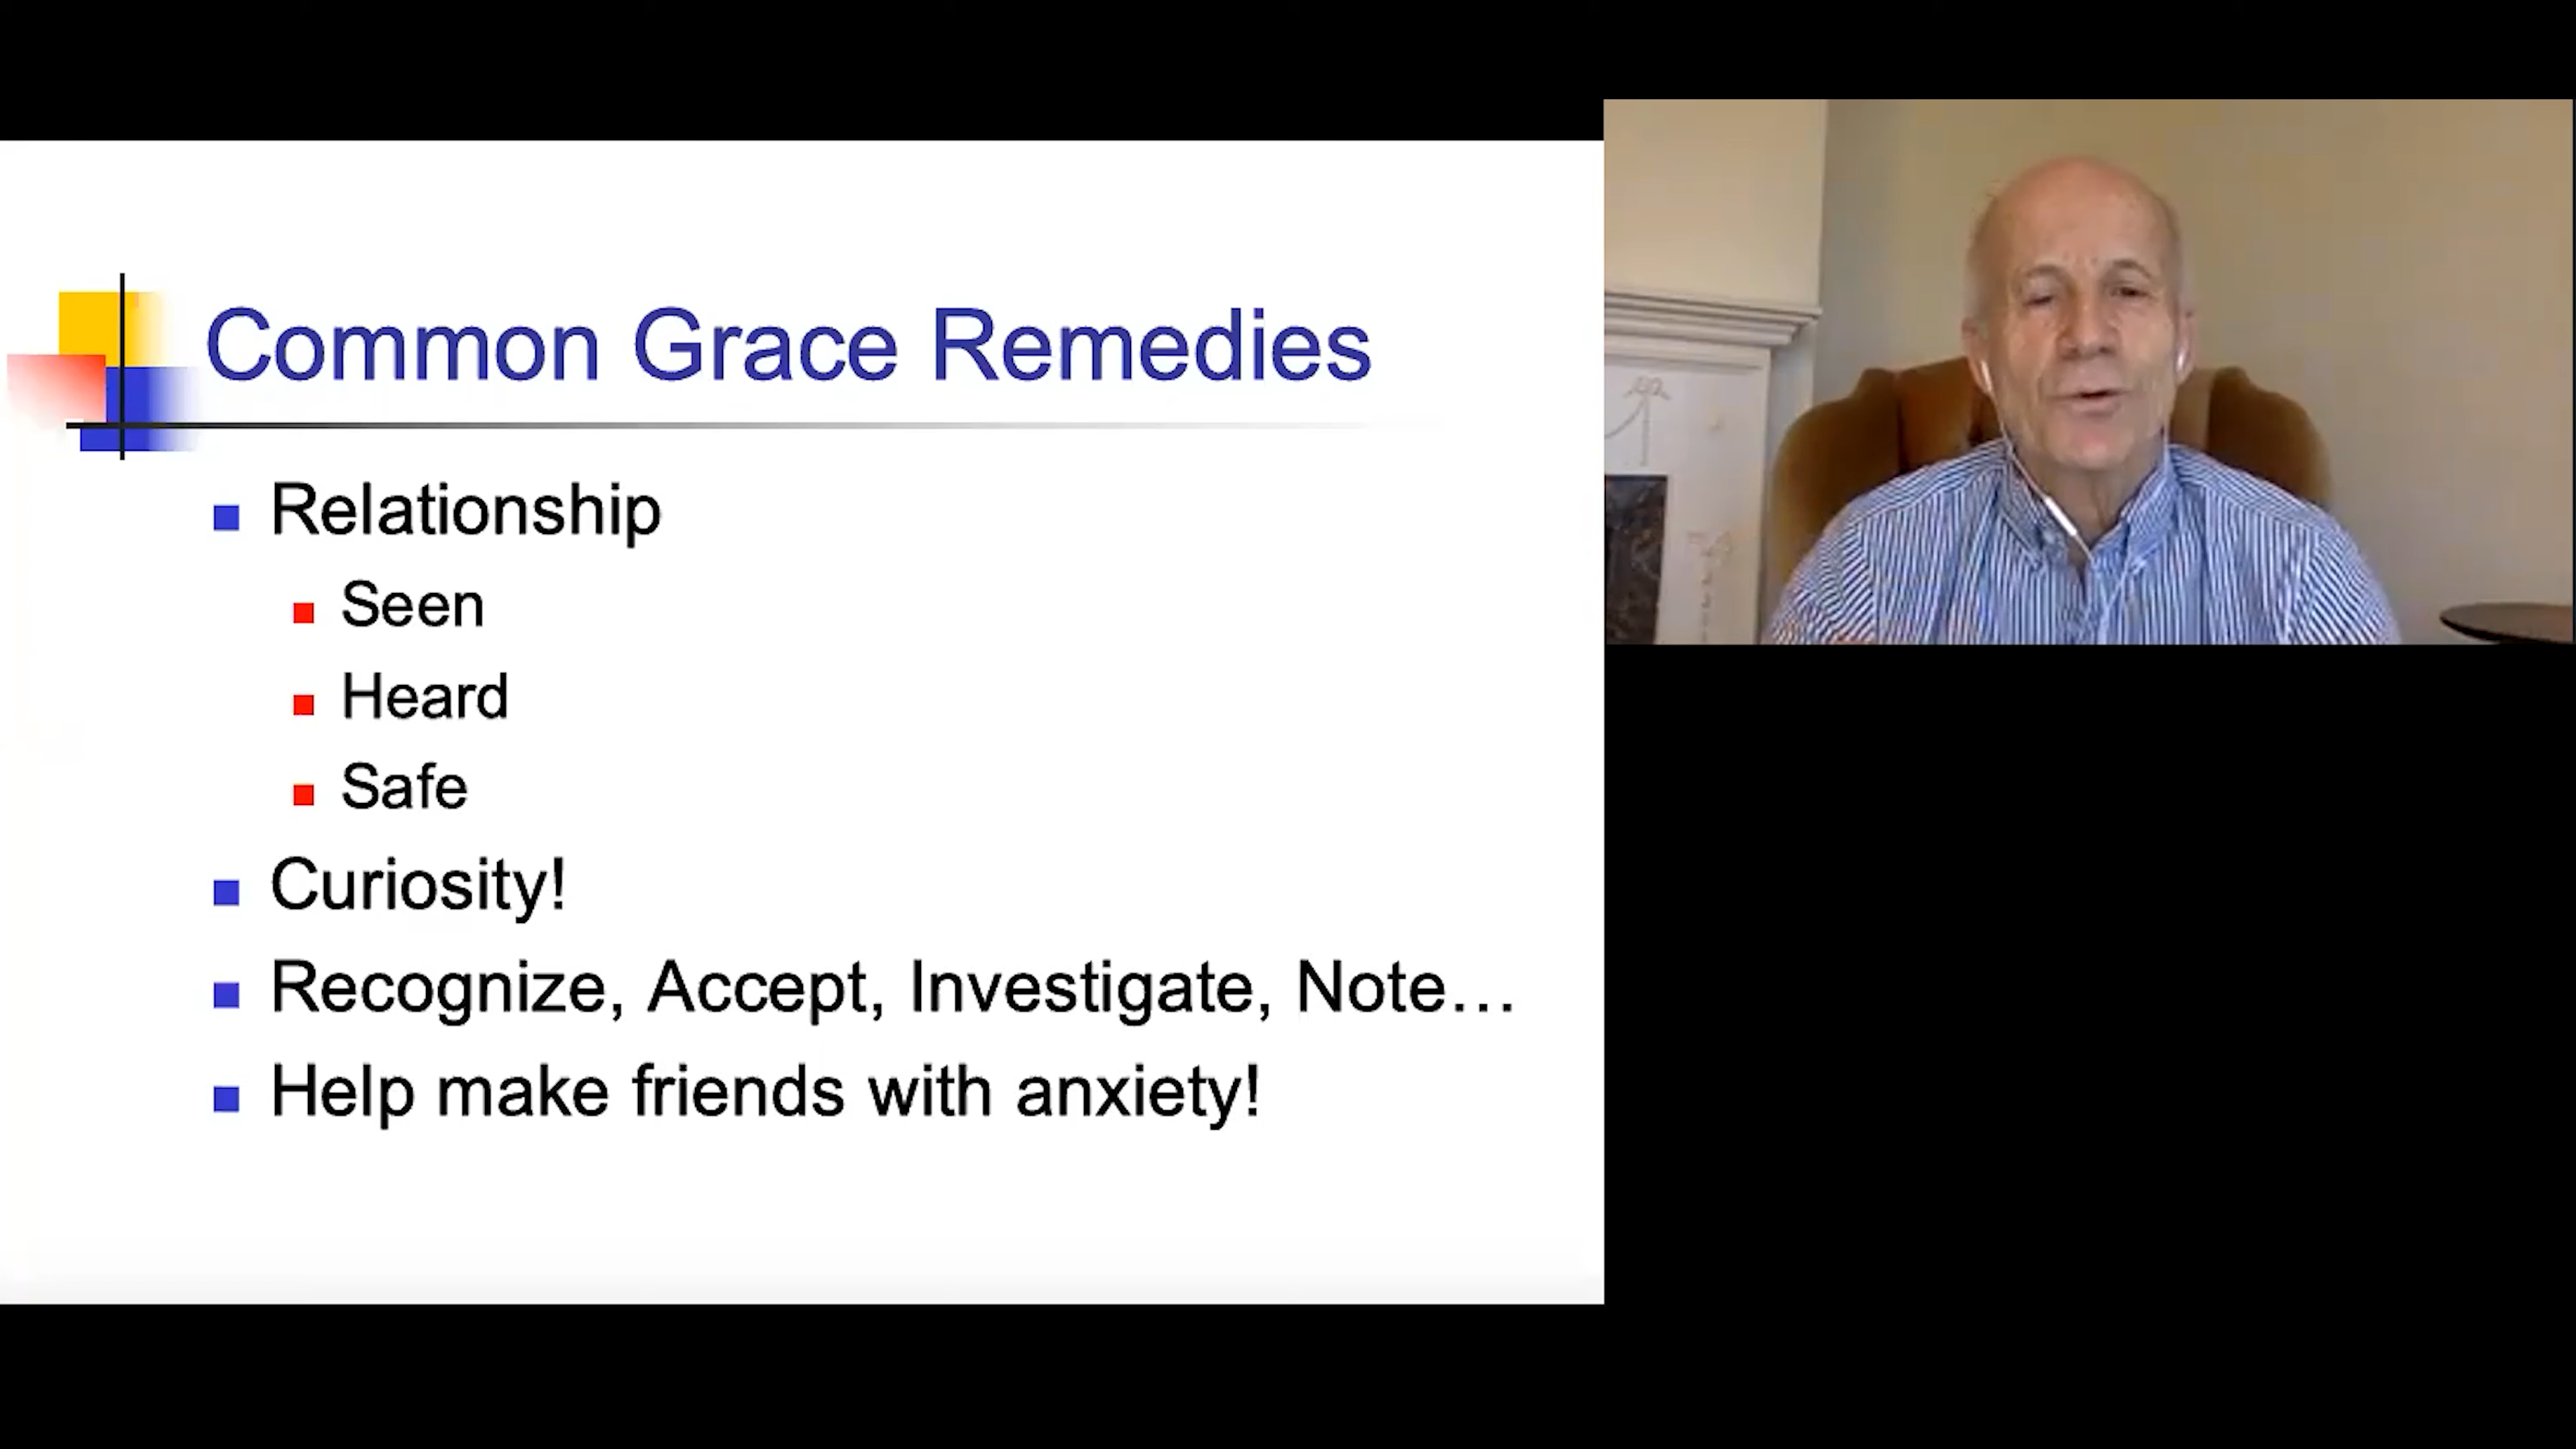 Common Grace Remedies
Relationship
Seen
Heard
Safe
Curiosity!
Recognize, Accept, Investigate, Note…
Help make friends with anxiety!